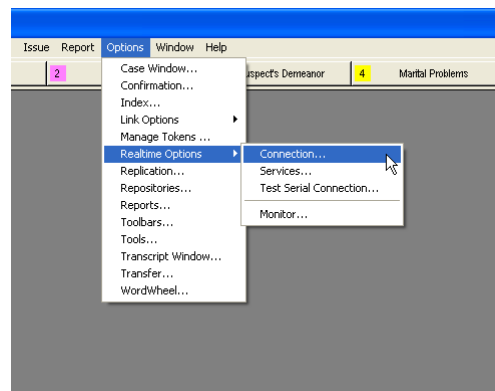 Issue Report Options Window Help
2 uspect's Demeanor 4 Marital Problems
Case Window...
Confirmation...
Index...
Link Options
Manage Tokens ...
Realtime Options
Replication...
Repositories...
Reports...
Toolbars...
Tools...
Transcript Window...
Transfer...
WordWheel...
Connection...
Services...
Test Serial Connection...
Monitor...